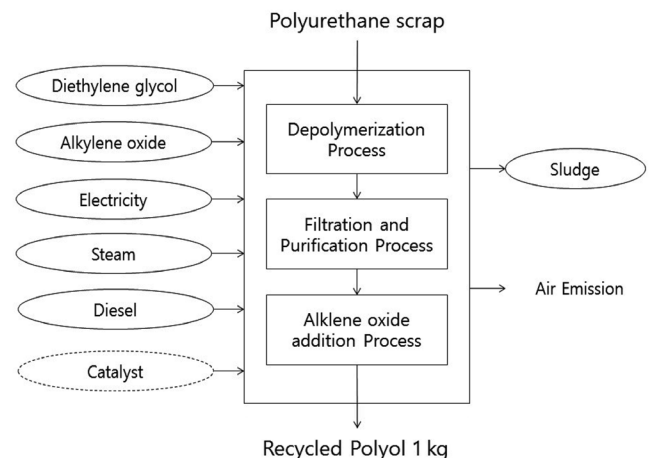 Polyurethane scrap
Diethylene glycol
Alkylene oxide
Electricity
Steam
Diesel
Catalyst
Depolymerization
Process
Filtration and
Purification Process
Alklene oxide
addition Process
Sludge
Air Emission
Recycled Polyol 1 kg